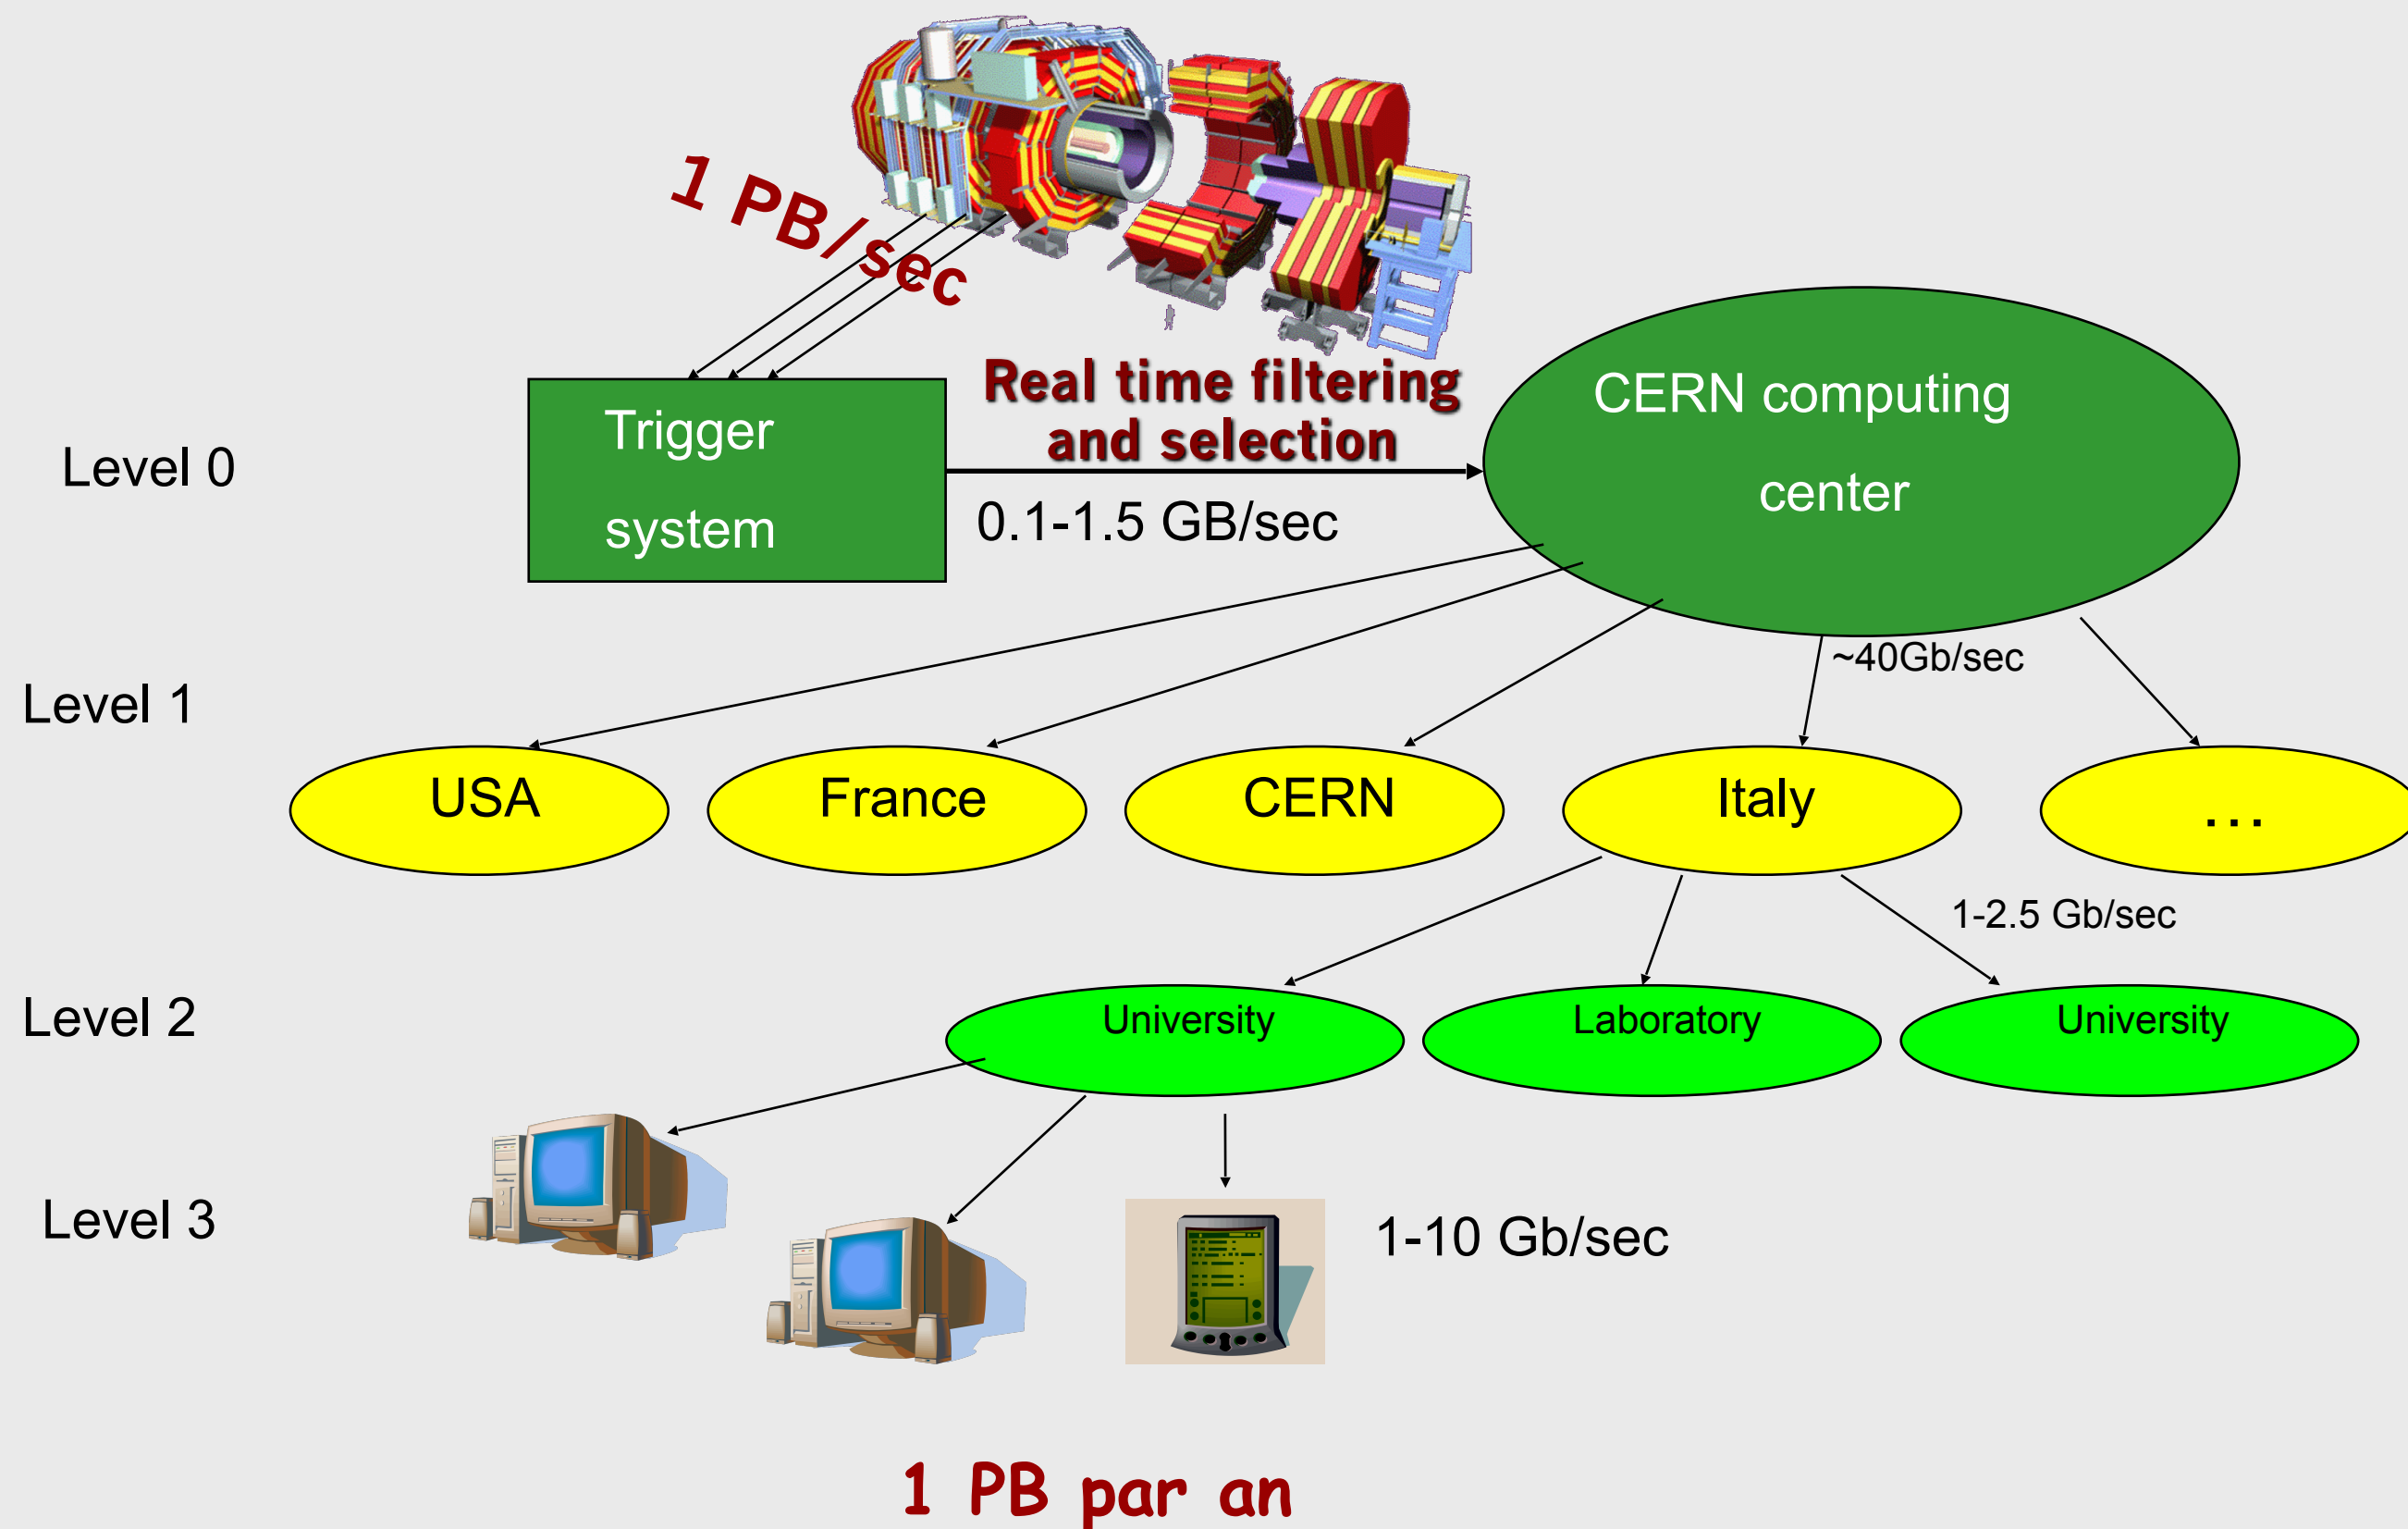 1 PB/sec
Real time filtering
and selection
Level 0
Trigger
system
0.1-1.5 GB/sec
CERN computing
center
~40Gb/sec
Level 1
USA
France
CERN
Italy
...
1-2.5 Gb/sec
Level 2
University
Laboratory
University
Level 3
1-10 Gb/sec
1 PB par an